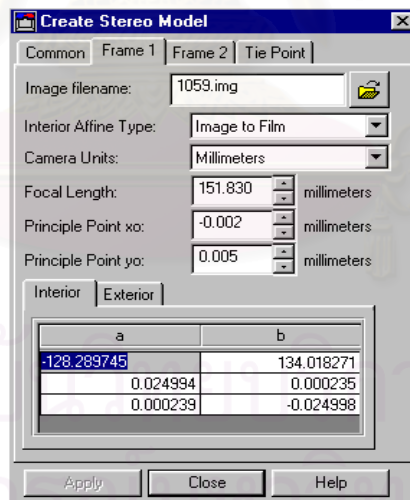 Create Stereo Model
Common Frame 1 Frame 2 Tie Point
Image filename: 1059.img
Interior Affine Type: Image to Film
Camera Units: Millimeters
Focal Length: 151.830 millimeters
Principle Point xo: -0.002 millimeters
Principle Point yo: 0.005 millimeters
Interior Exterior
a b
-128.289745 134.018271
0.024994 0.000235
0.000239 -0.024998
Apply Close Help